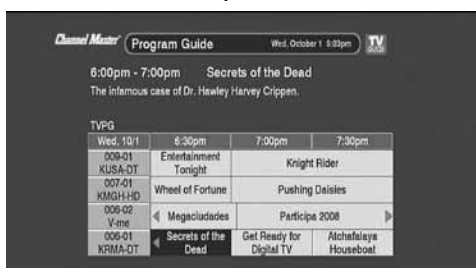 Channel Master
Program Guide
Wed, October 1 5:03pm
TV
GUIDE
6:00pm - 7:00pm Secrets of the Dead
The infamous case of Dr. Hawley Harvey Crippen.
TVPG
Wed, 10/1 6:30pm 7:00pm 7:30pm
009-01
KUSA-DT
Entertainment
Tonight
Knight Rider
007-01
KMGH-HD
Wheel of Fortune
Pushing Daisies
006-02
V-me
Megaciudades
Participa 2008
006-01
KRMA-DT
Secrets of the
Dead
Get Ready for
Digital TV
Atchafalaya
Houseboat